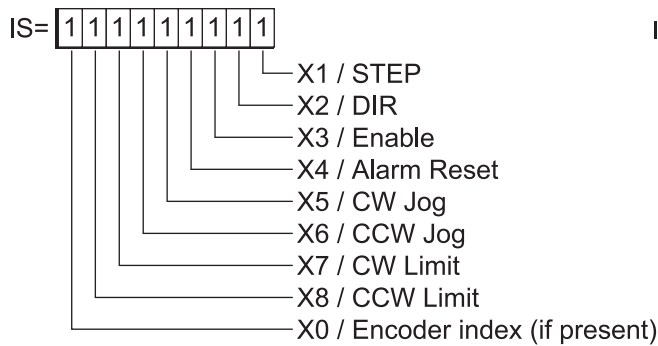 IS= 1 1 1 1 1 1 1 1 1
X1 / STEP
X2 / DIR
X3 / Enable
X4 / Alarm Reset
X5 / CW Jog
X6 / CCW Jog
X7 / CW Limit
X8 / CCW Limit
X0 / Encoder index (if present)